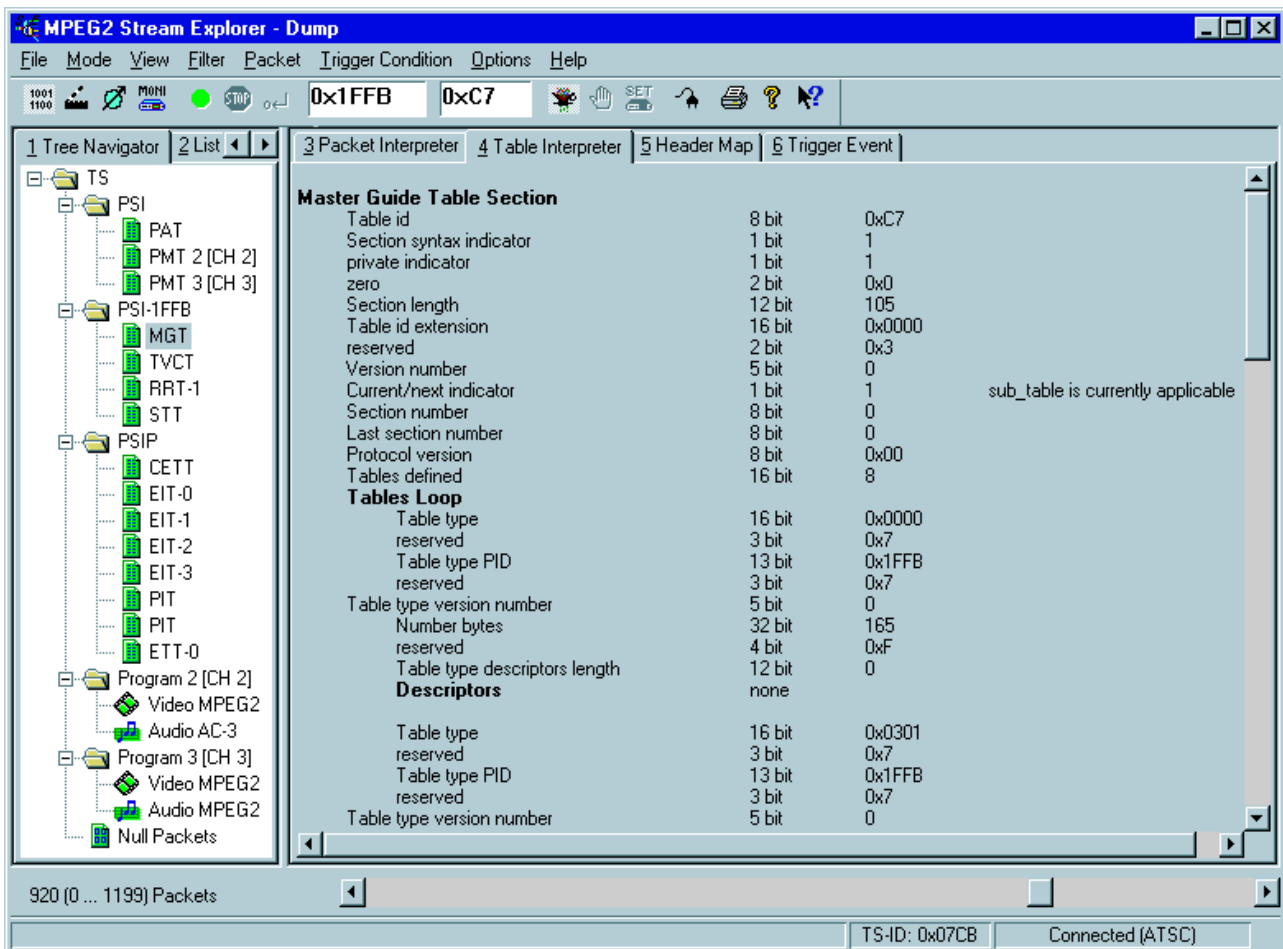 MPEG2 Stream Explorer - Dump
File Mode View Filter Packet Trigger Condition Options Help
1001 1100 MONI STOP 0x1FFB 0xC7 SET
1 Tree Navigator 2 List
TS
PSI
PAT
PMT 2 [CH 2]
PMT 3 [CH 3]
PSI-1FFB
MGT
TVCT
RRT-1
STT
PSIP
CETT
EIT-0
EIT-1
EIT-2
EIT-3
PIT
PIT
ETT-0
Program 2 [CH 2]
Video MPEG2
Audio AC-3
Program 3 [CH 3]
Video MPEG2
Audio MPEG2
Null Packets
3 Packet Interpreter 4 Table Interpreter 5 Header Map 6 Trigger Event
Master Guide Table Section
Table id 8 bit 0xC7
Section syntax indicator 1 bit 1
private indicator 1 bit 1
zero 2 bit 0x0
Section length 12 bit 105
Table id extension 16 bit 0x0000
reserved 2 bit 0x3
Version number 5 bit 0
Current/next indicator 1 bit 1 sub_table is currently applicable
Section number 8 bit 0
Last section number 8 bit 0
Protocol version 8 bit 0x00
Tables defined 16 bit 8
Tables Loop
Table type 16 bit 0x0000
reserved 3 bit 0x7
Table type PID 13 bit 0x1FFB
reserved 3 bit 0x7
Table type version number 5 bit 0
Number bytes 32 bit 165
reserved 4 bit 0xF
Table type descriptors length 12 bit 0
Descriptors none
Table type 16 bit 0x0301
reserved 3 bit 0x7
Table type PID 13 bit 0x1FFB
reserved 3 bit 0x7
Table type version number 5 bit 0
920 (0 ... 1199) Packets
TS-ID: 0x07CB Connected (ATSC)